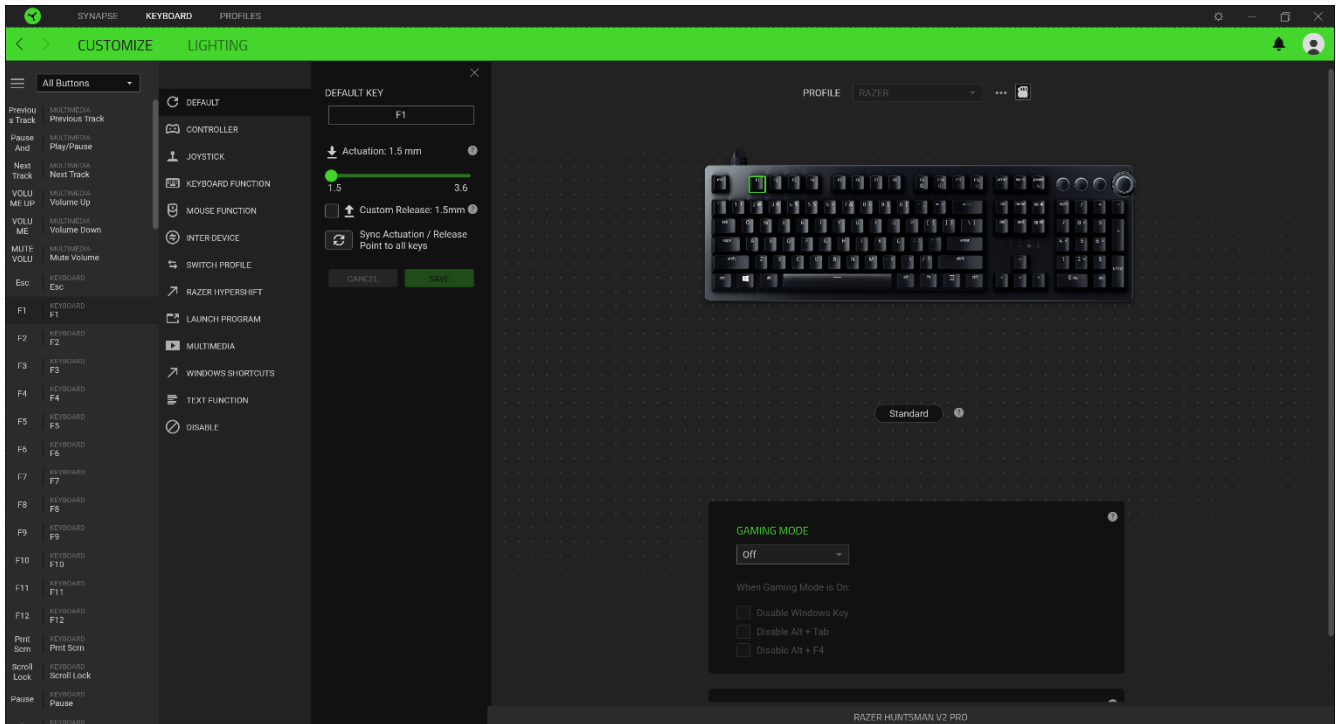 SYNAPSE KEYBOARD PROFILES
CUSTOMIZE LIGHTING
All Buttons
Previou
s Track
MULTIMEDIA
Previous Track
Pause
And
MULTIMEDIA
Play/Pause
Next
Track
MULTIMEDIA
Next Track
VOLU
ME UP
MULTIMEDIA
Volume Up
VOLU
ME
MULTIMEDIA
Volume Down
MUTE
VOLU
MULTIMEDIA
Mute Volume
Esc
KEYBOARD
Esc
F1
KEYBOARD
F1
F2
KEYBOARD
F2
F3
KEYBOARD
F3
F4
KEYBOARD
F4
F5
KEYBOARD
F5
F6
KEYBOARD
F6
F7
KEYBOARD
F7
F8
KEYBOARD
F8
F9
KEYBOARD
F9
F10
KEYBOARD
F10
F11
KEYBOARD
F11
F12
KEYBOARD
F12
Prnt
Scrn
KEYBOARD
Prnt Scrn
Scroll
Lock
KEYBOARD
Scroll Lock
Pause
KEYBOARD
Pause
KEYBOARD
DEFAULT
CONTROLLER
JOYSTICK
KEYBOARD FUNCTION
MOUSE FUNCTION
INTER-DEVICE
SWITCH PROFILE
RAZER HYPERSHIFT
LAUNCH PROGRAM
MULTIMEDIA
WINDOWS SHORTCUTS
TEXT FUNCTION
DISABLE
DEFAULT KEY
F1
Actuation: 1.5 mm
1.5 3.6
Custom Release: 1.5mm
Sync Actuation / Release
Point to all keys
CANCEL SAVE
PROFILE RAZER
Standard
GAMING MODE
Off
When Gaming Mode is On:
Disable Windows Key
Disable Alt + Tab
Disable Alt + F4
RAZER HUNTSMAN V2 PRO